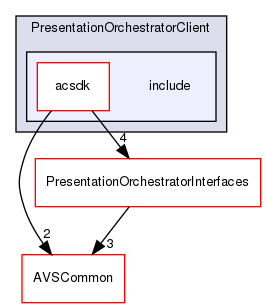 PresentationOrchestratorClient
acsdk
include
4
PresentationOrchestratorInterfaces
2
3
AVSCommon